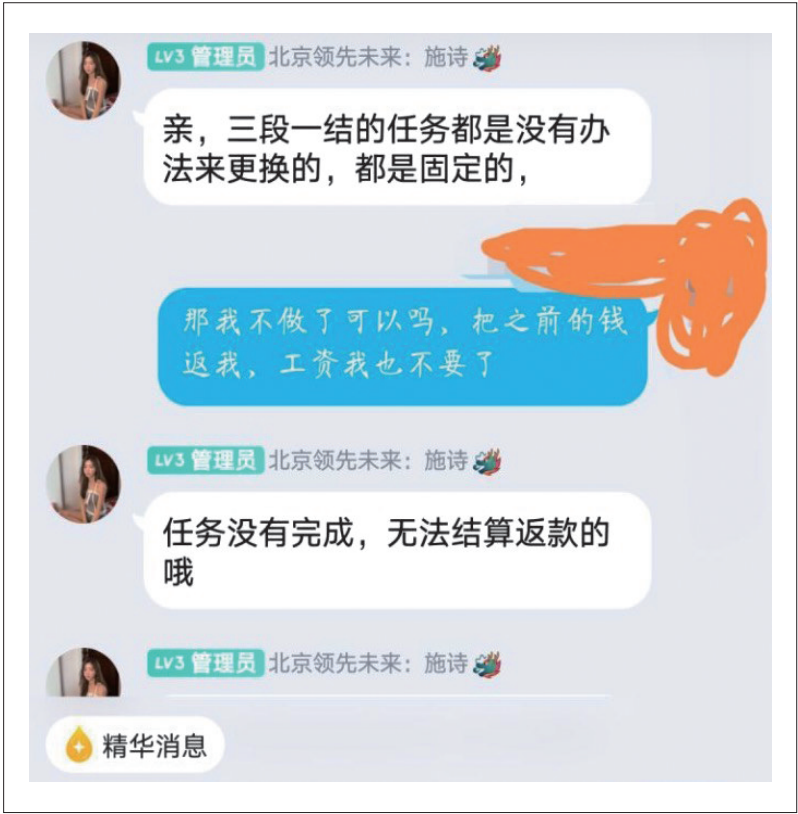 LV3 管理员 北京领先未来：施诗
亲，三段一结的任务都是没有办
法来更换的，都是固定的，
那我不做了可以吗，把之前的钱
返我，工资我也不要了
LV3 管理员 北京领先未来：施诗
任务没有完成，无法结算返款的
哦
LV3 管理员 北京领先未来：施诗
精华消息